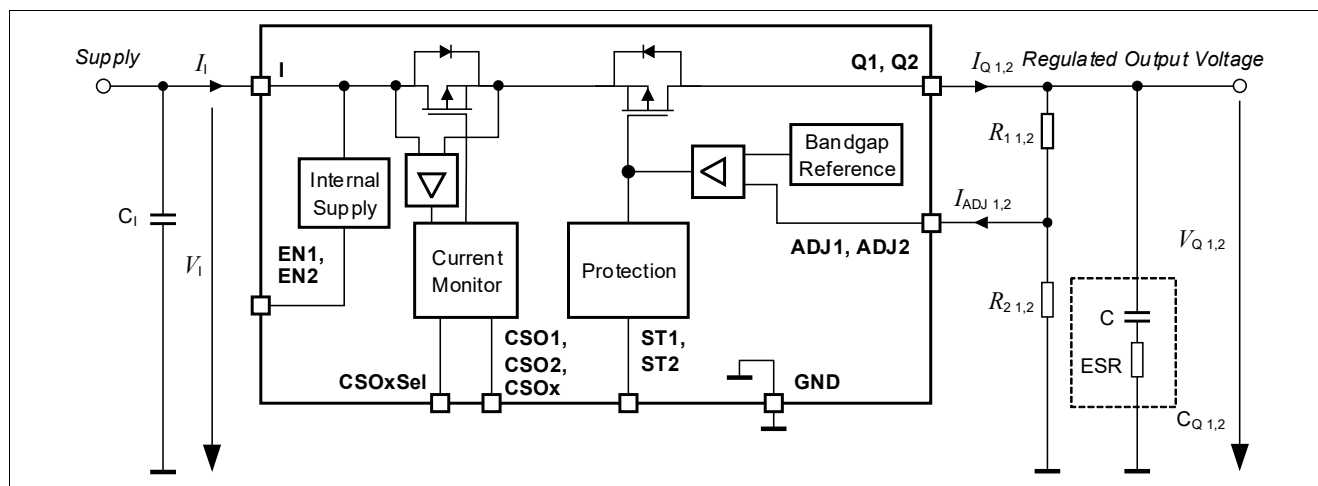 Supply
I_I
I
Q1, Q2
I_Q 1,2
Regulated Output Voltage
R_1 1,2
Bandgap
Reference
Internal
Supply
I_ADJ 1,2
C_I
V_I
EN1,
EN2
Current
Monitor
Protection
ADJ1, ADJ2
V_Q 1,2
R_2 1,2
C
ESR
CSO1,
CSO2,
CSOx
ST1,
ST2
CSOxSel
GND
C_Q 1,2